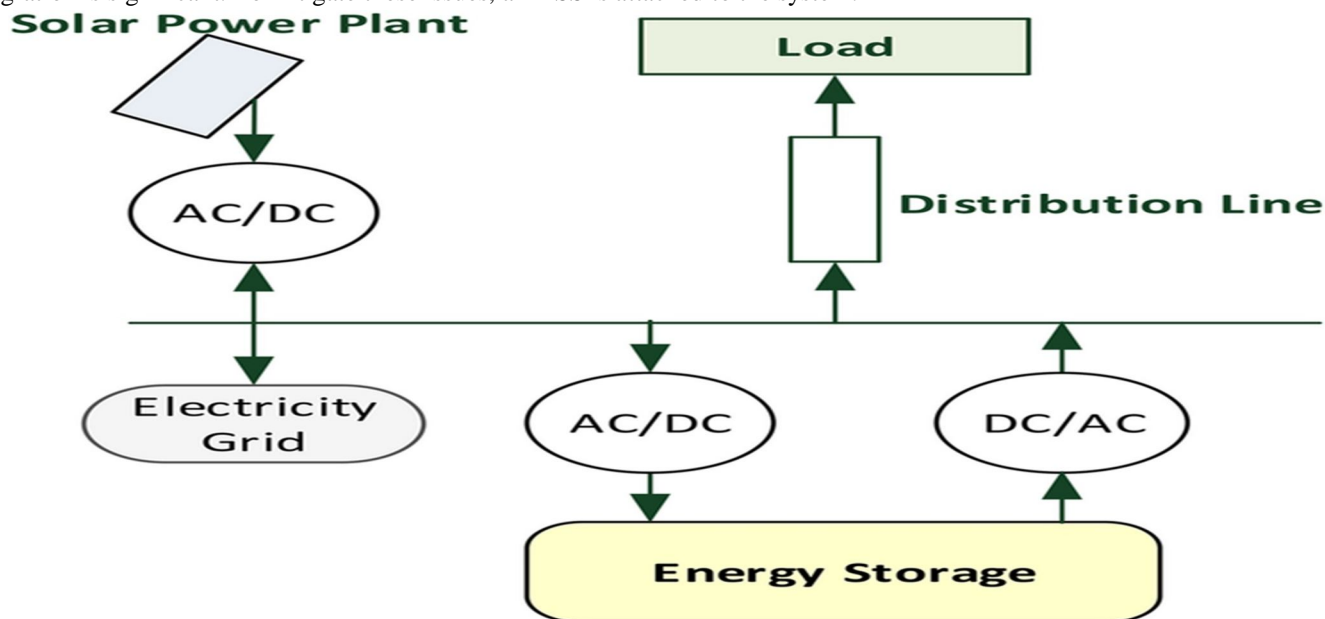 Solar Power Plant
Load
AC/DC
Distribution Line
Electricity
Grid
AC/DC
DC/AC
Energy Storage